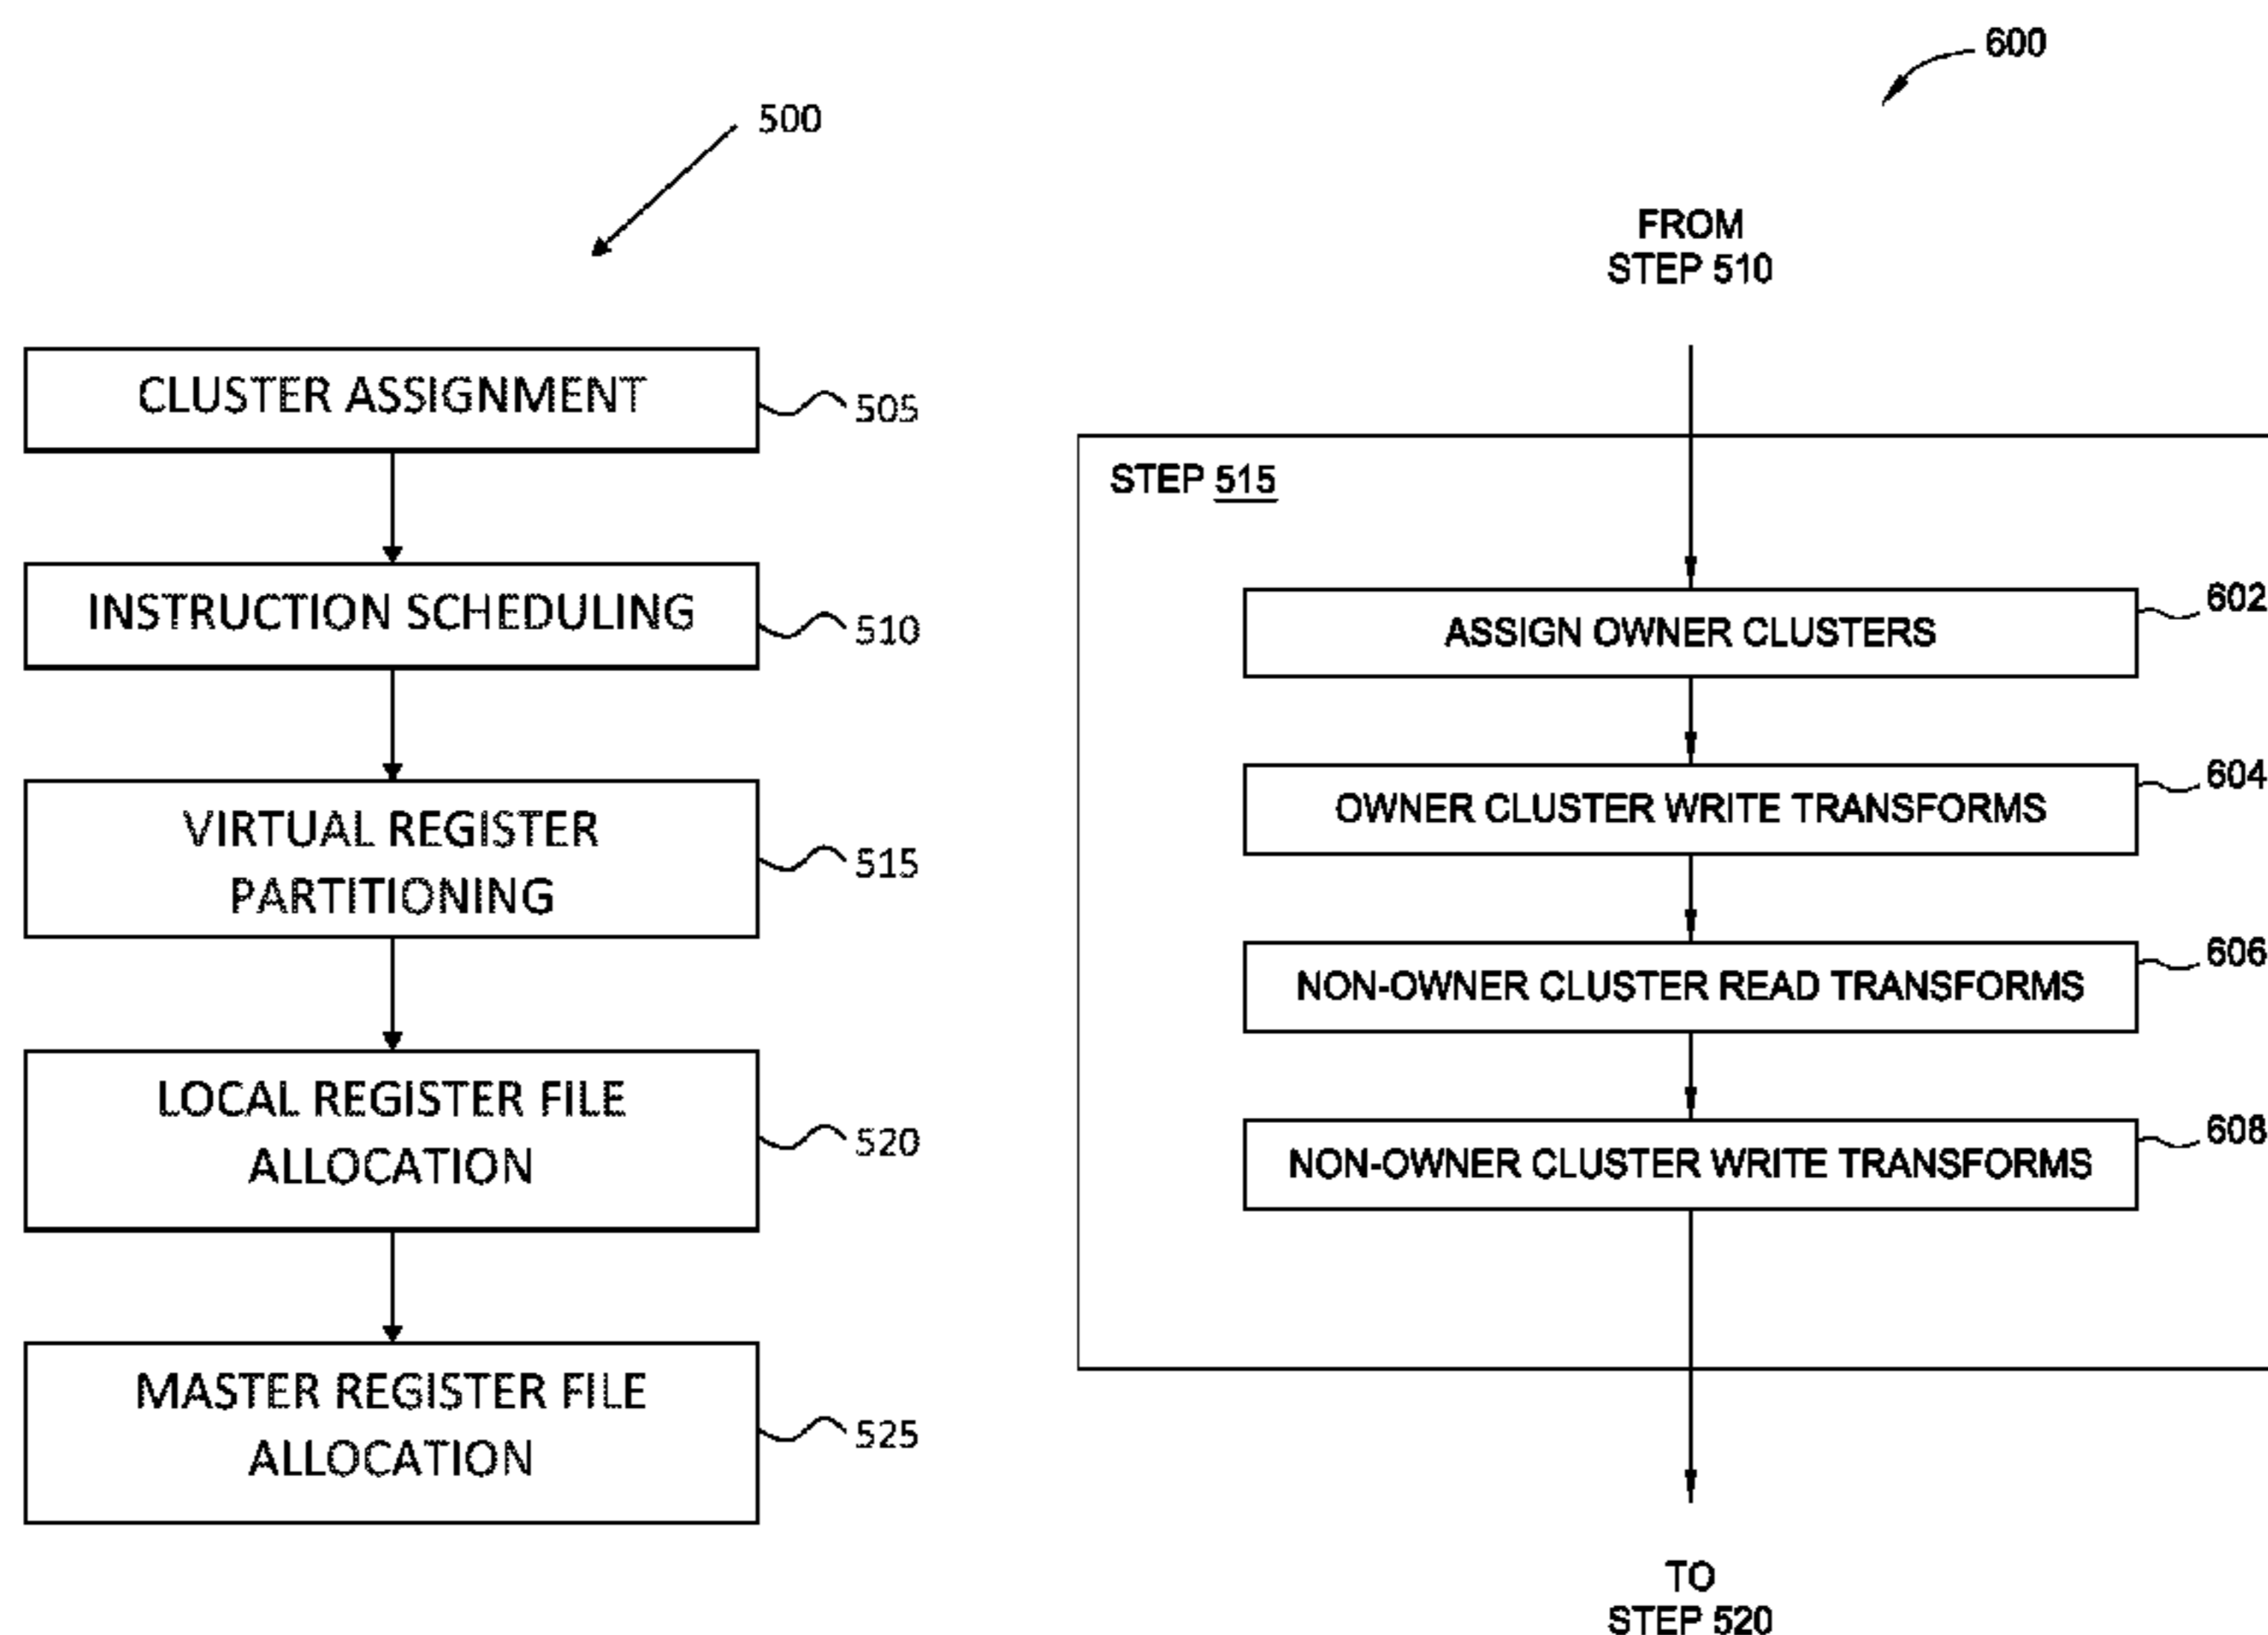 500
CLUSTER ASSIGNMENT
505
INSTRUCTION SCHEDULING
510
VIRTUAL REGISTER
PARTITIONING
515
LOCAL REGISTER FILE
ALLOCATION
520
MASTER REGISTER FILE
ALLOCATION
525
600
FROM
STEP 510
STEP 515
ASSIGN OWNER CLUSTERS
602
OWNER CLUSTER WRITE TRANSFORMS
604
NON-OWNER CLUSTER READ TRANSFORMS
606
NON-OWNER CLUSTER WRITE TRANSFORMS
608
TO
STEP 520